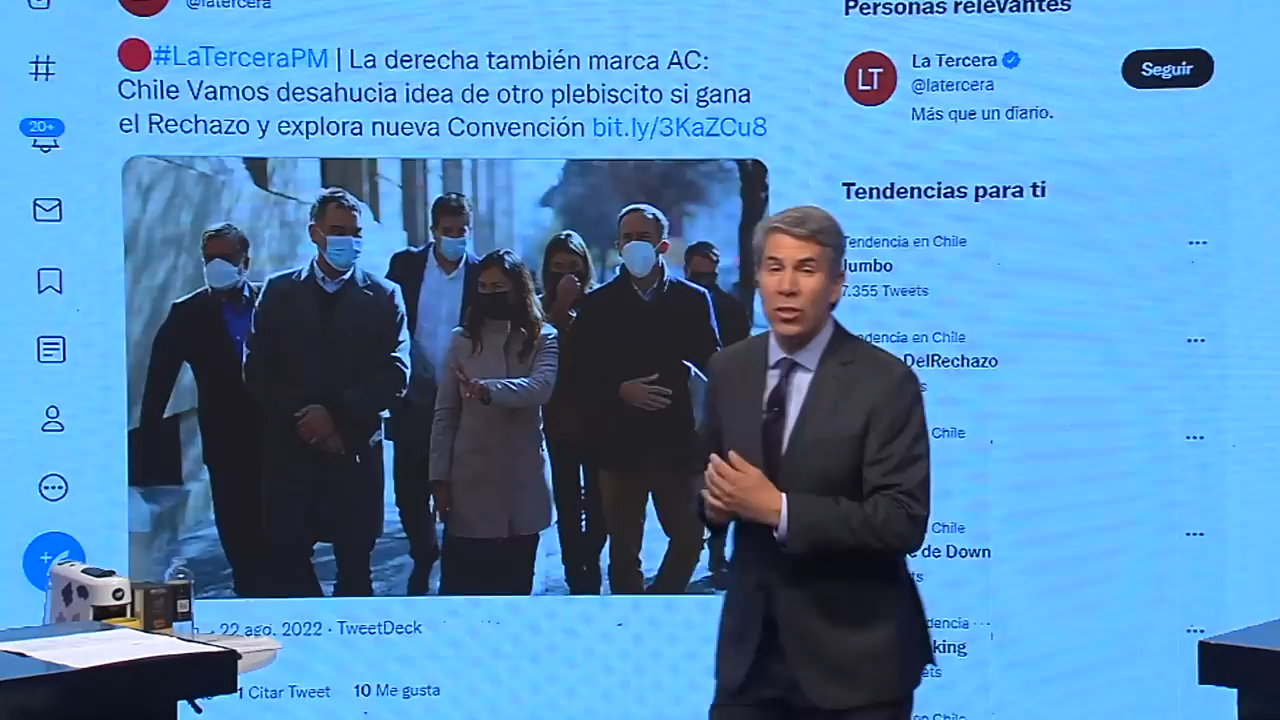 @latercera
#LaTerceraPM | La derecha también marca AC:
Chile Vamos desahucia idea de otro plebiscito si gana
el Rechazo y explora nueva Convención bit.ly/3KaZCu8
20+
22 ago. 2022 · TweetDeck
1 Citar Tweet 10 Me gusta
Personas relevantes
LT
La Tercera
@latercera
Más que un diario.
Seguir
Tendencias para ti
Tendencia en Chile
Jumbo
7.355 Tweets
en Chile
DelRechazo
Chile
Chile
de Down
king
Chile